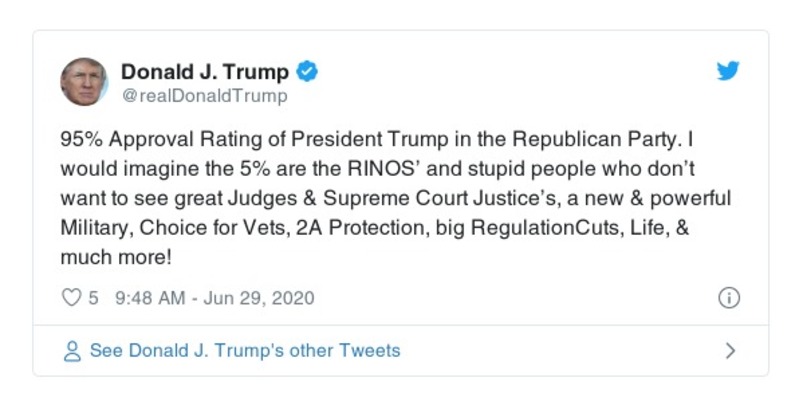 Donald J. Trump
@realDonaldTrump
95% Approval Rating of President Trump in the Republican Party. I
would imagine the 5% are the RINOS’ and stupid people who don’t
want to see great Judges & Supreme Court Justice’s, a new & powerful
Military, Choice for Vets, 2A Protection, big RegulationCuts, Life, &
much more!
5 9:48 AM - Jun 29, 2020
See Donald J. Trump's other Tweets